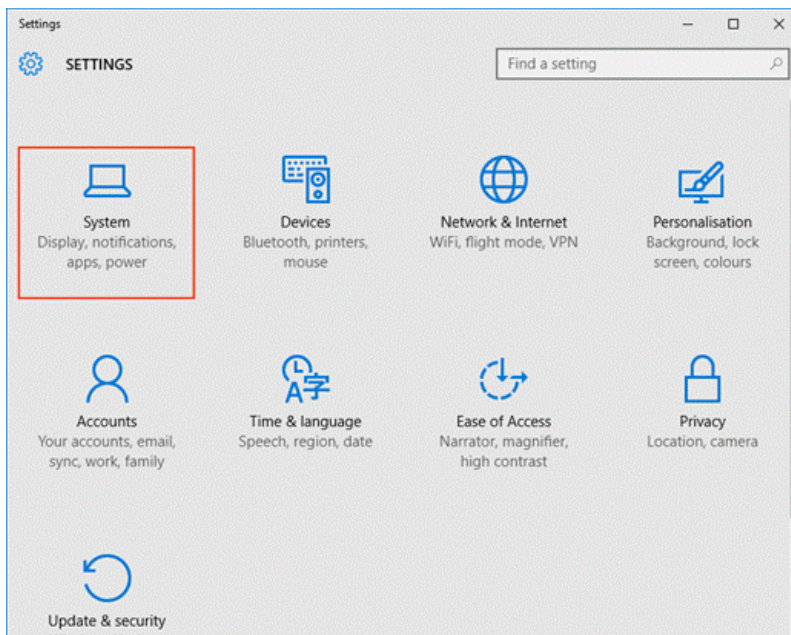 Settings
SETTINGS
Find a setting
System
Display, notifications,
apps, power
Devices
Bluetooth, printers,
mouse
Network & Internet
WiFi, flight mode, VPN
Personalisation
Background, lock
screen, colours
Accounts
Your accounts, email,
sync, work, family
Time & language
Speech, region, date
Ease of Access
Narrator, magnifier,
high contrast
Privacy
Location, camera
Update & security